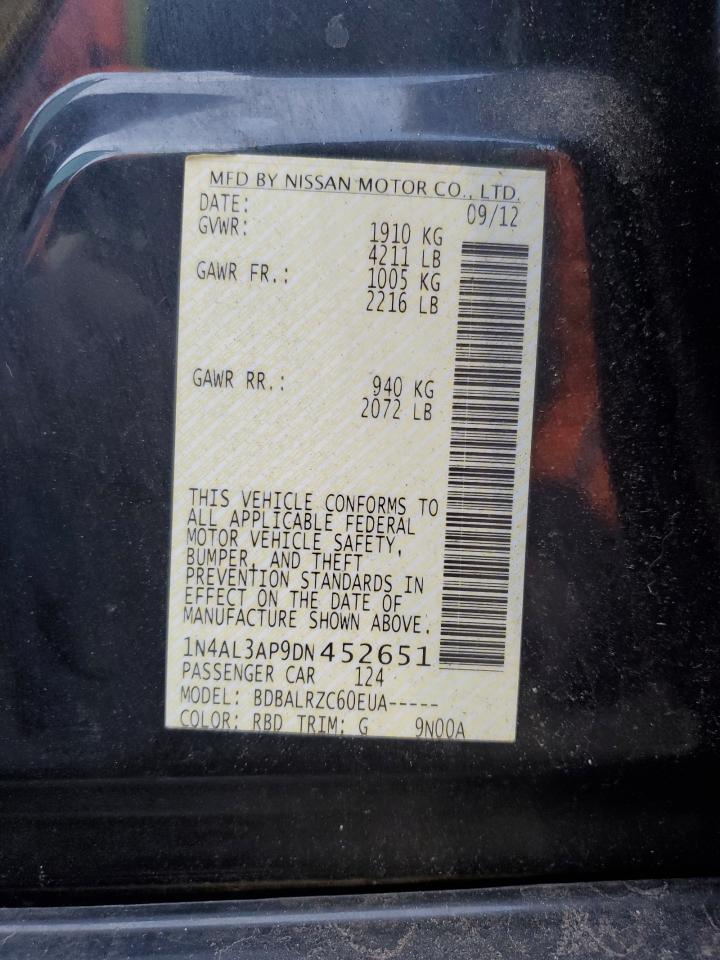 MFD BY NISSAN MOTOR CO., LTD.
DATE: 09/12
GVWR: 1910 KG
4211 LB
GAWR FR.: 1005 KG
2216 LB
GAWR RR.: 940 KG
2072 LB
THIS VEHICLE CONFORMS TO
ALL APPLICABLE FEDERAL
MOTOR VEHICLE SAFETY,
BUMPER, AND THEFT
PREVENTION STANDARDS IN
EFFECT ON THE DATE OF
MANUFACTURE SHOWN ABOVE.
1N4AL3AP9DN452651
PASSENGER CAR 124
MODEL: BDBALRZC60EUA-----
COLOR: RBD TRIM: G 9N00A